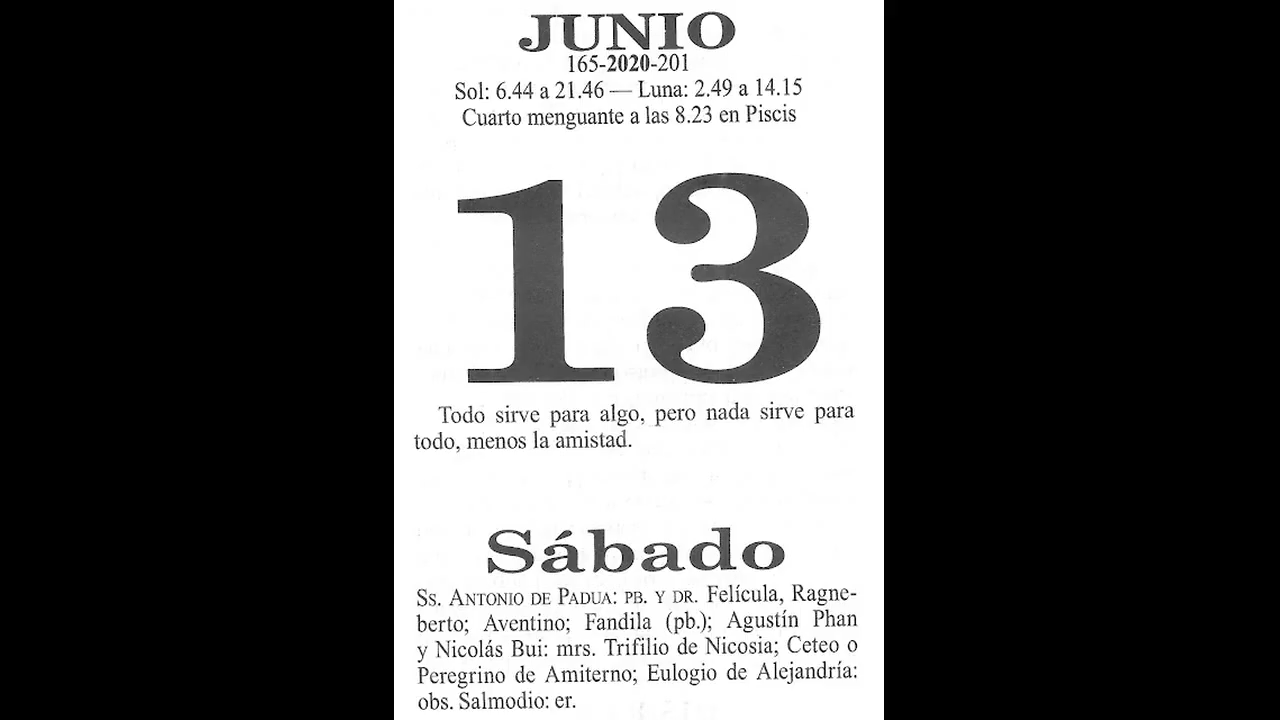 JUNIO
165-2020-201
Sol: 6.44 a 21.46 — Luna: 2.49 a 14.15
Cuarto menguante a las 8.23 en Piscis
13
Todo sirve para algo, pero nada sirve para
todo, menos la amistad.
Sábado
Ss. ANTONIO DE PADUA: PB. Y DR. Felícula, Ragne-
berto; Aventino; Fandila (pb.); Agustín Phan
y Nicolás Bui: mrs. Trifilio de Nicosia; Ceteo o
Peregrino de Amiterno; Eulogio de Alejandría:
obs. Salmodio: er.